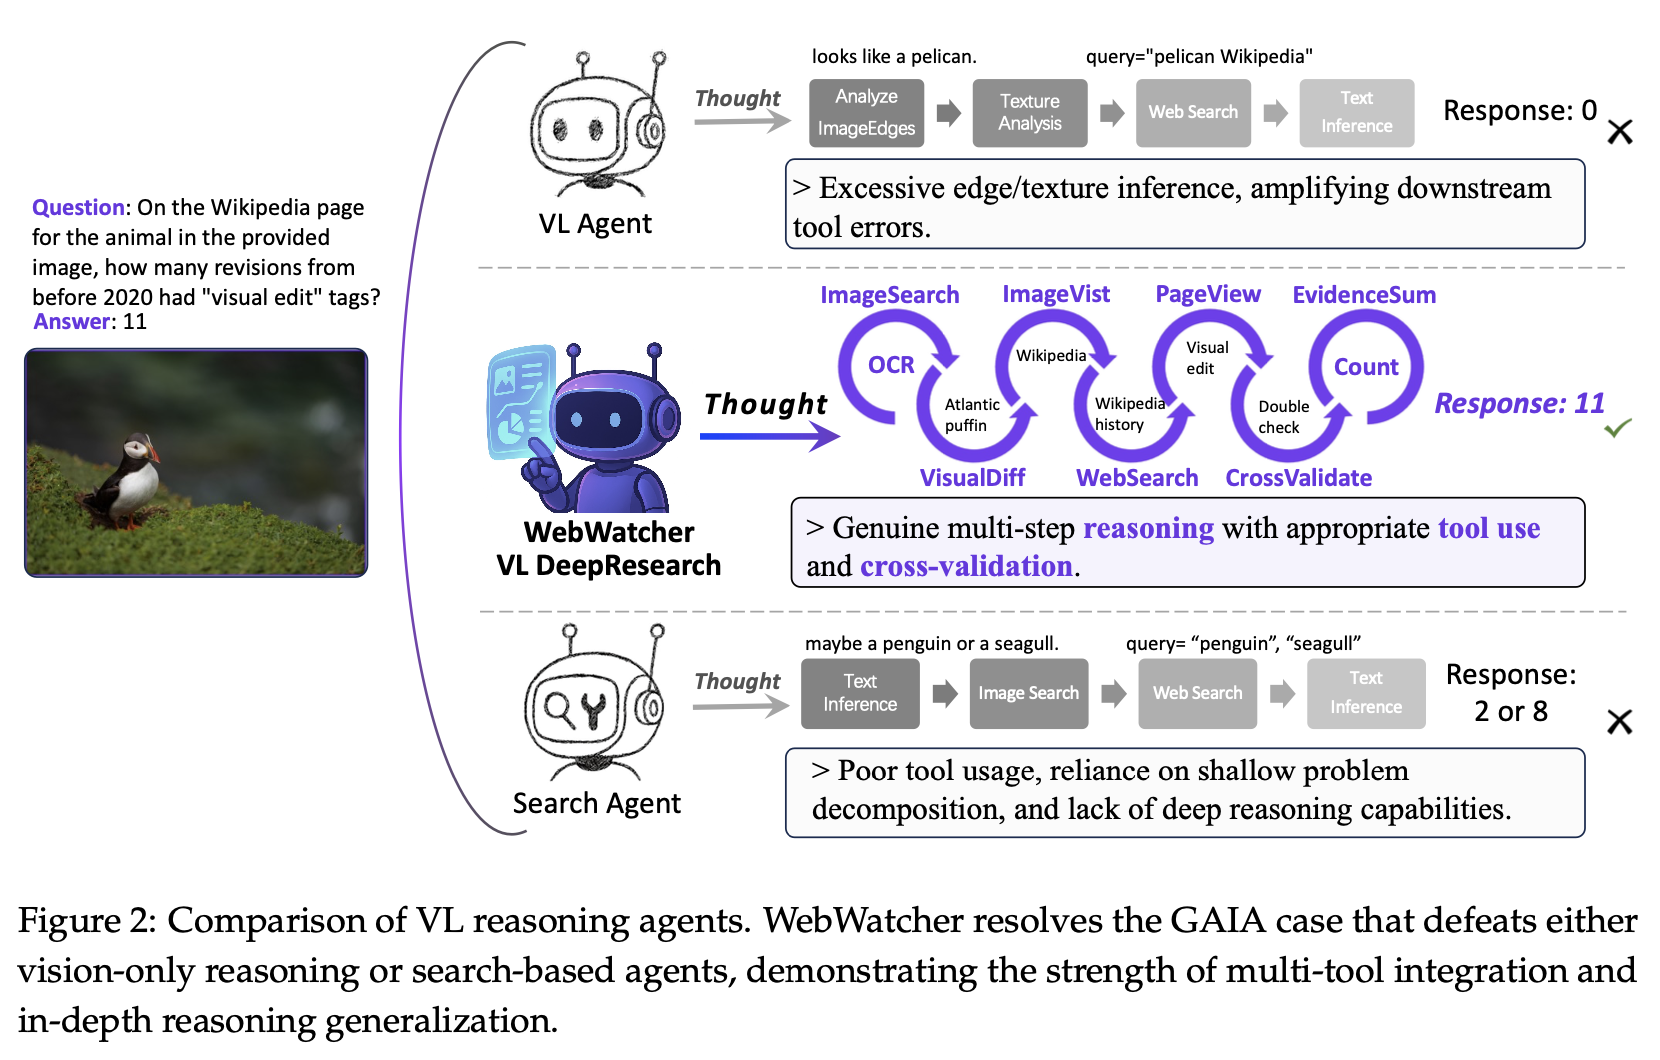 Question: On the Wikipedia page
for the animal in the provided
image, how many revisions from
before 2020 had "visual edit" tags?
Answer: 11
looks like a pelican.
query="pelican Wikipedia"
Thought
Analyze
ImageEdges
Texture
Analysis
Web Search
Text
Inference
Response: 0
> Excessive edge/texture inference, amplifying downstream
tool errors.
VL Agent
ImageSearch
ImageVist
PageView
EvidenceSum
OCR
Atlantic
puffin
Wikipedia
Wikipedia
history
Visual
edit
Double
check
Count
Thought
Response: 11
VisualDiff
WebSearch
CrossValidate
WebWatcher
VL DeepResearch
> Genuine multi-step reasoning with appropriate tool use
and cross-validation.
maybe a penguin or a seagull.
query= “penguin”, “seagull”
Thought
Text
Inference
Image Search
Web Search
Text
Inference
Response:
2 or 8
> Poor tool usage, reliance on shallow problem
decomposition, and lack of deep reasoning capabilities.
Search Agent
Figure 2: Comparison of VL reasoning agents. WebWatcher resolves the GAIA case that defeats either
vision-only reasoning or search-based agents, demonstrating the strength of multi-tool integration and
in-depth reasoning generalization.